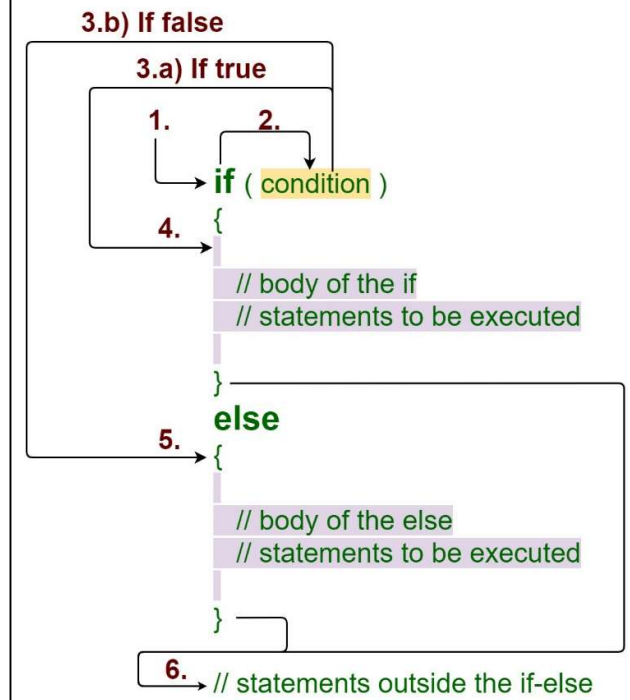 3.b) If false
3.a) If true
1.
2.
if ( condition )
{
4.
// body of the if
// statements to be executed
}
else
5.
{
// body of the else
// statements to be executed
}
6.
// statements outside the if-else